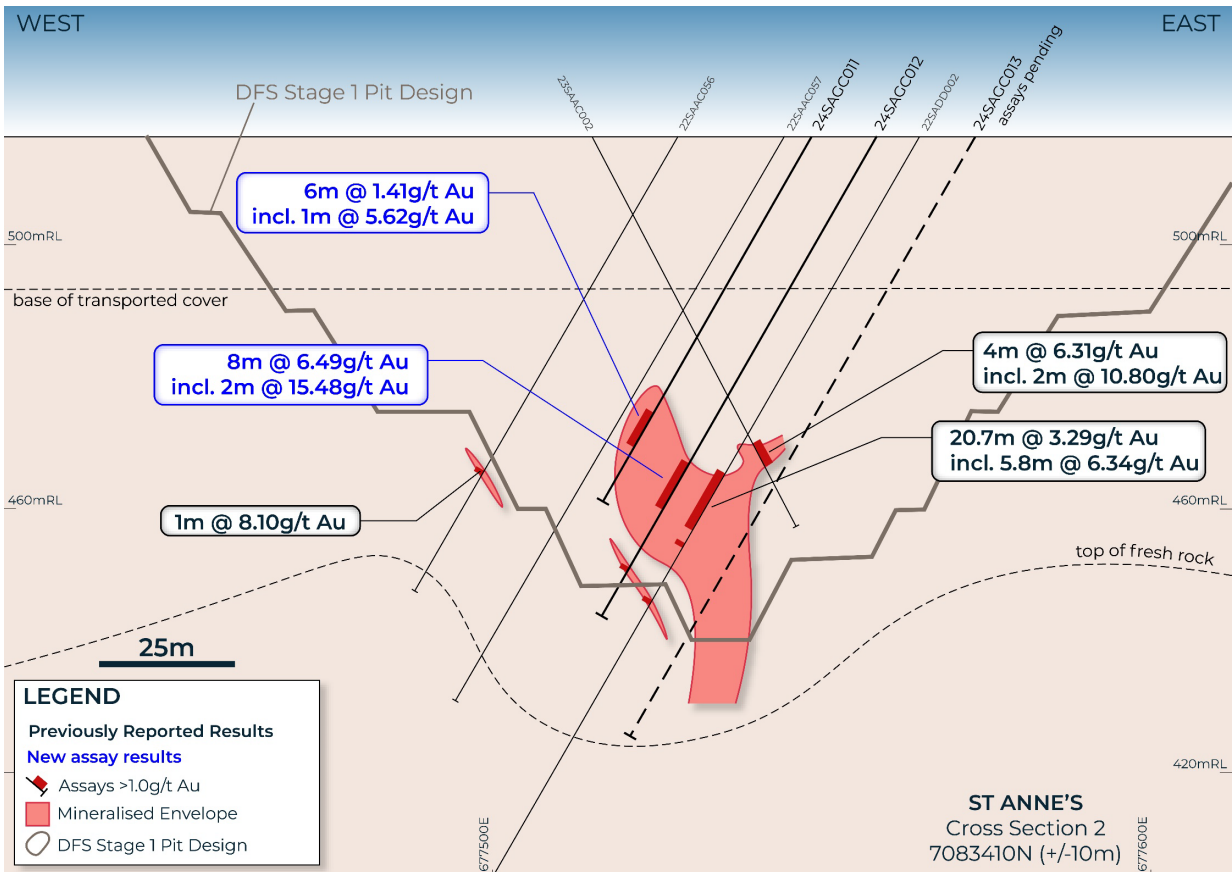 WEST
EAST
DFS Stage 1 Pit Design
23SAAC002
22SAAC056
22SAAC057
24SAGC011
24SAGC012
22SADD002
24SAGC013
assays pending
6m @ 1.41g/t Au
incl. 1m @ 5.62g/t Au
500mRL
500mRL
base of transported cover
8m @ 6.49g/t Au
incl. 2m @ 15.48g/t Au
4m @ 6.31g/t Au
incl. 2m @ 10.80g/t Au
20.7m @ 3.29g/t Au
incl. 5.8m @ 6.34g/t Au
460mRL
460mRL
1m @ 8.10g/t Au
top of fresh rock
25m
LEGEND
Previously Reported Results
New assay results
Assays >1.0g/t Au
Mineralised Envelope
DFS Stage 1 Pit Design
420mRL
677500E
677600E
ST ANNE'S
Cross Section 2
7083410N (+/-10m)